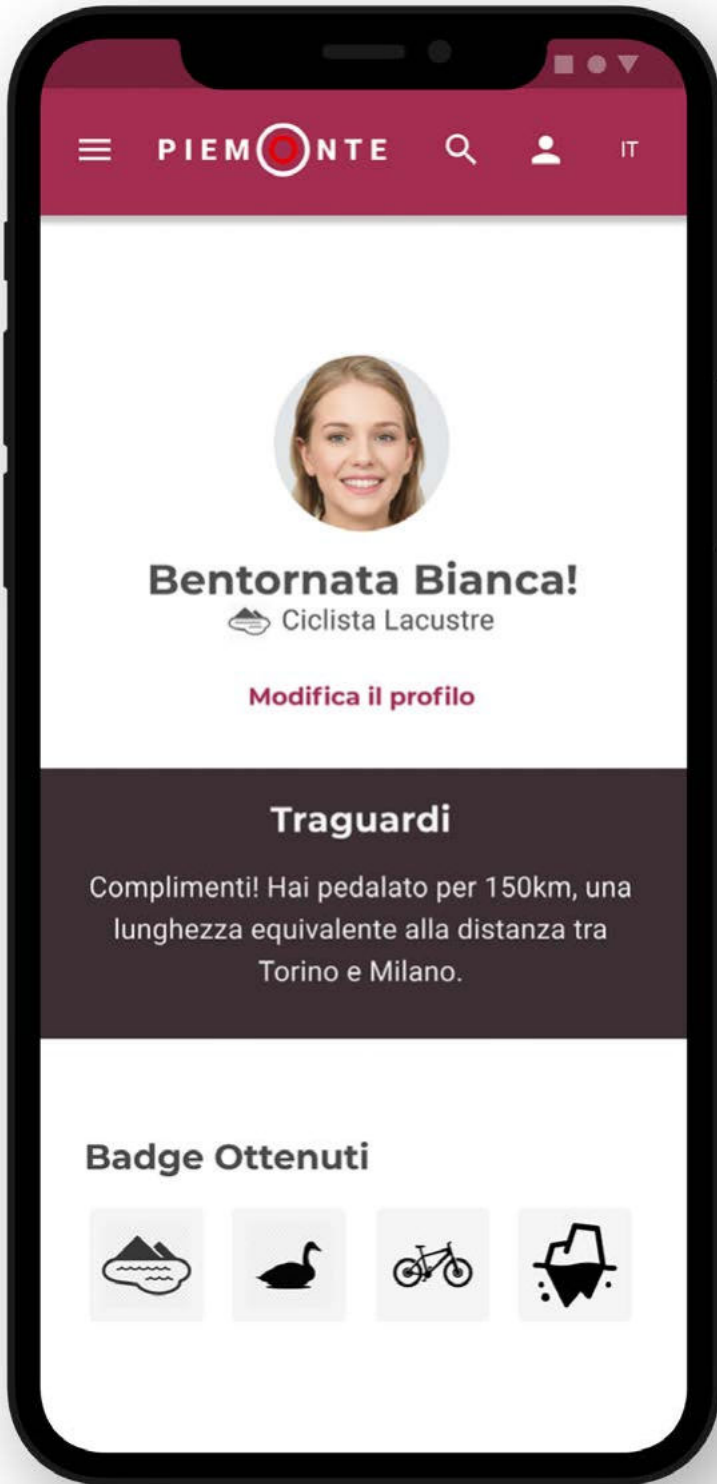 PIEMONTE
IT
Bentornata Bianca!
Ciclista Lacustre
Modifica il profilo
Traguardi
Complimenti! Hai pedalato per 150km, una
lunghezza equivalente alla distanza tra
Torino e Milano.
Badge Ottenuti